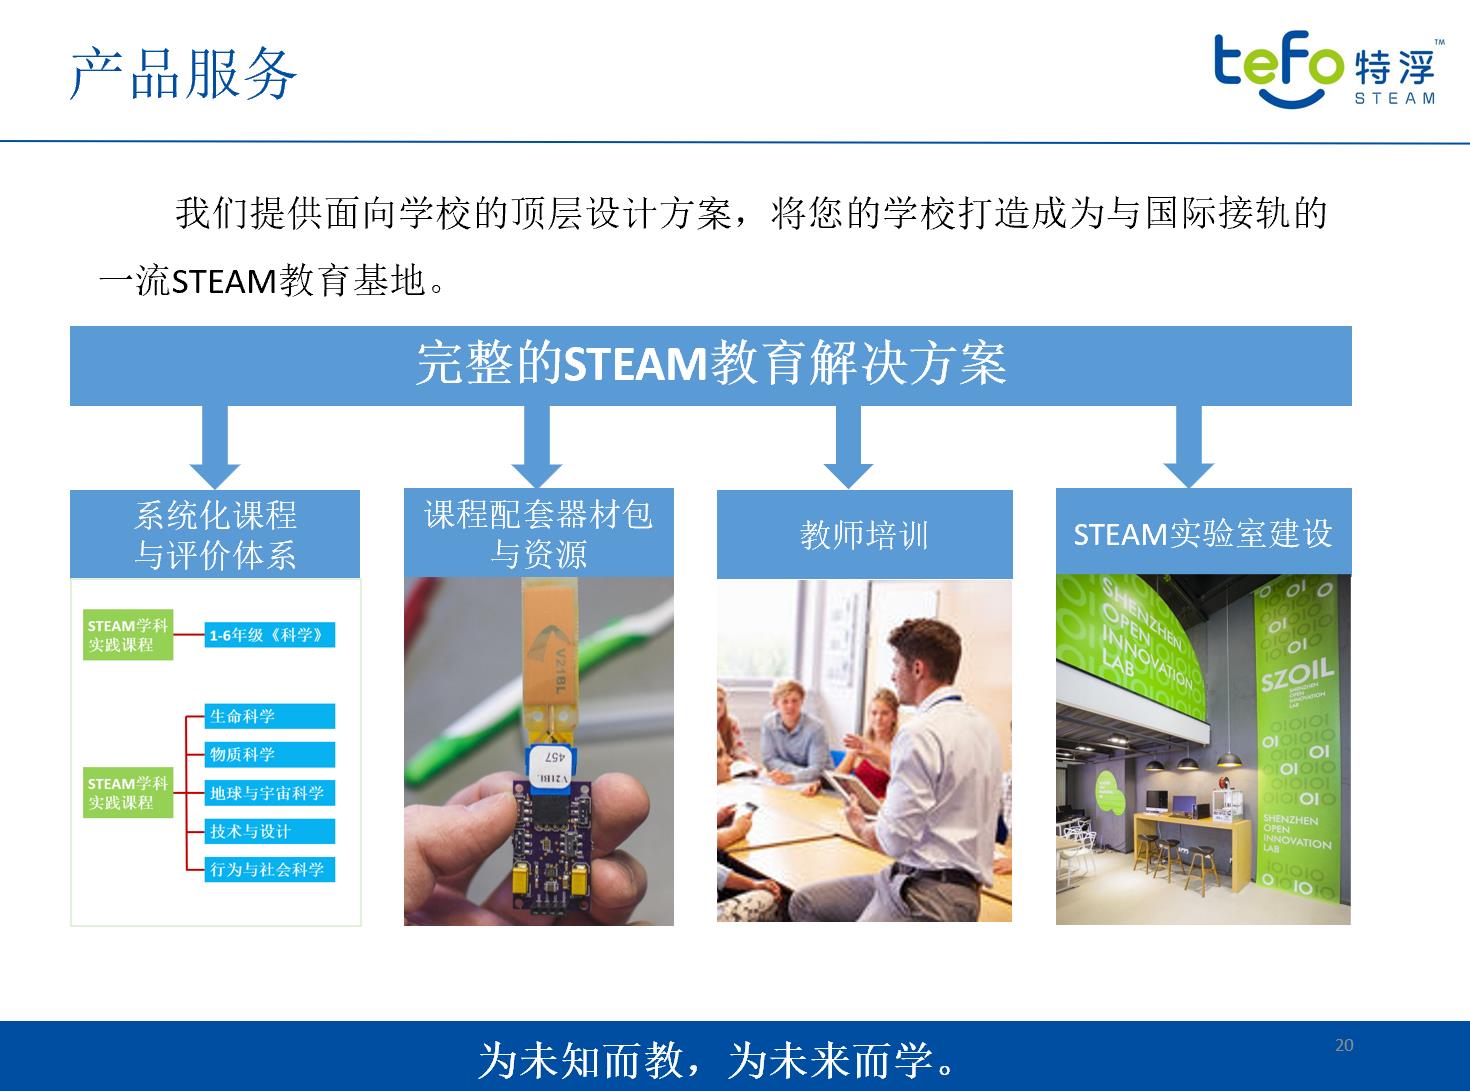 产品服务
tefo 特浮™
STEAM
我们提供面向学校的顶层设计方案，将您的学校打造成为与国际接轨的
一流STEAM教育基地。
完整的STEAM教育解决方案
系统化课程
与评价体系
课程配套器材包
与资源
教师培训
STEAM实验室建设
STEAM学科
实践课程
1-6年级《科学》
STEAM学科
实践课程
生命科学
物质科学
地球与宇宙科学
技术与设计
行为与社会科学
V21BL
457
V21BL
SHENZHEN
OPEN
INNOVATION
LAB
SZOIL
SHENZHEN
OPEN INNOVATION
LAB
SHENZHEN
OPEN
INNOVATION
LAB
为未知而教，为未来而学。
20